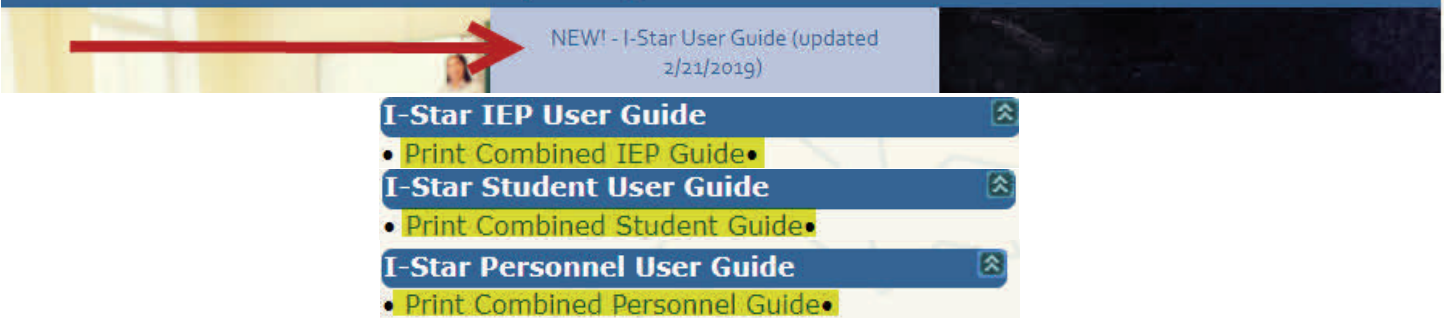 NEW! - I-Star User Guide (updated
2/21/2019)
I-Star IEP User Guide
• Print Combined IEP Guide•
I-Star Student User Guide
• Print Combined Student Guide•
I-Star Personnel User Guide
• Print Combined Personnel Guide•